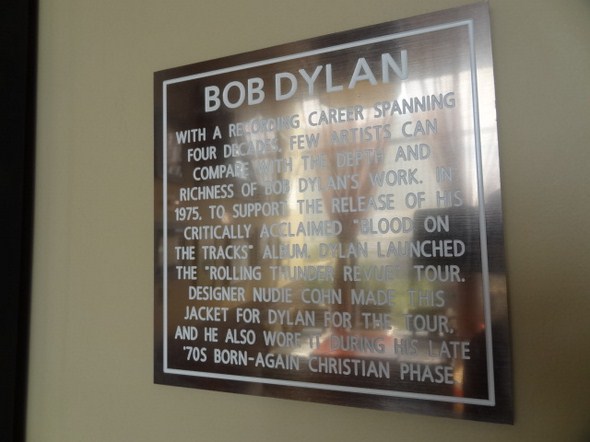 BOB DYLAN
WITH A RECORDING CAREER SPANNING
FOUR DECADES, FEW ARTISTS CAN
COMPARE WITH THE DEPTH AND
RICHNESS OF BOB DYLAN'S WORK. IN
1975, TO SUPPORT THE RELEASE OF HIS
CRITICALLY ACCLAIMED "BLOOD ON
THE TRACKS" ALBUM, DYLAN LAUNCHED
THE "ROLLING THUNDER REVUE" TOUR.
DESIGNER NUDIE COHN MADE THIS
JACKET FOR DYLAN FOR THE TOUR,
AND HE ALSO WORE IT DURING HIS LATE
'70S BORN-AGAIN CHRISTIAN PHASE